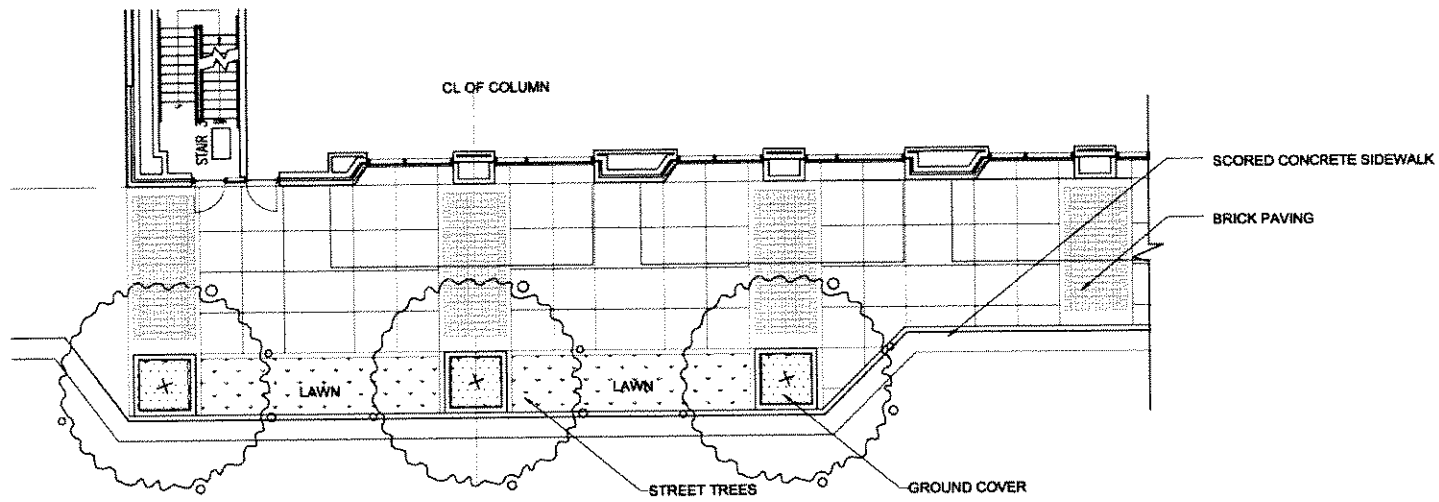 CL OF COLUMN
STAIR 3
SCORED CONCRETE SIDEWALK
BRICK PAVING
LAWN
LAWN
STREET TREES
GROUND COVER